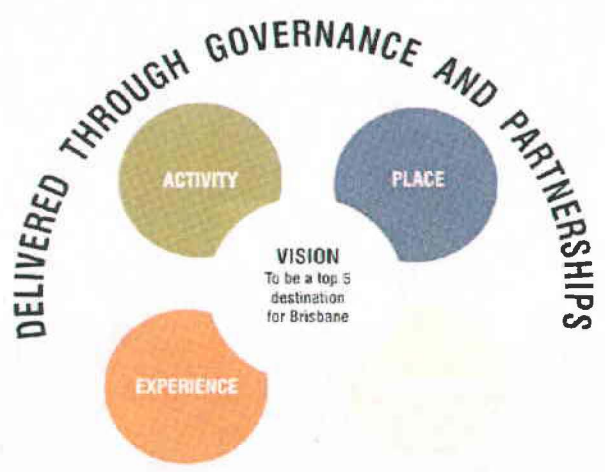 DELIVERED THROUGH GOVERNANCE AND PARTNERSHIPS
ACTIVITY
PLACE
VISION
To be a top 5
destination
for Brisbane
EXPERIENCE